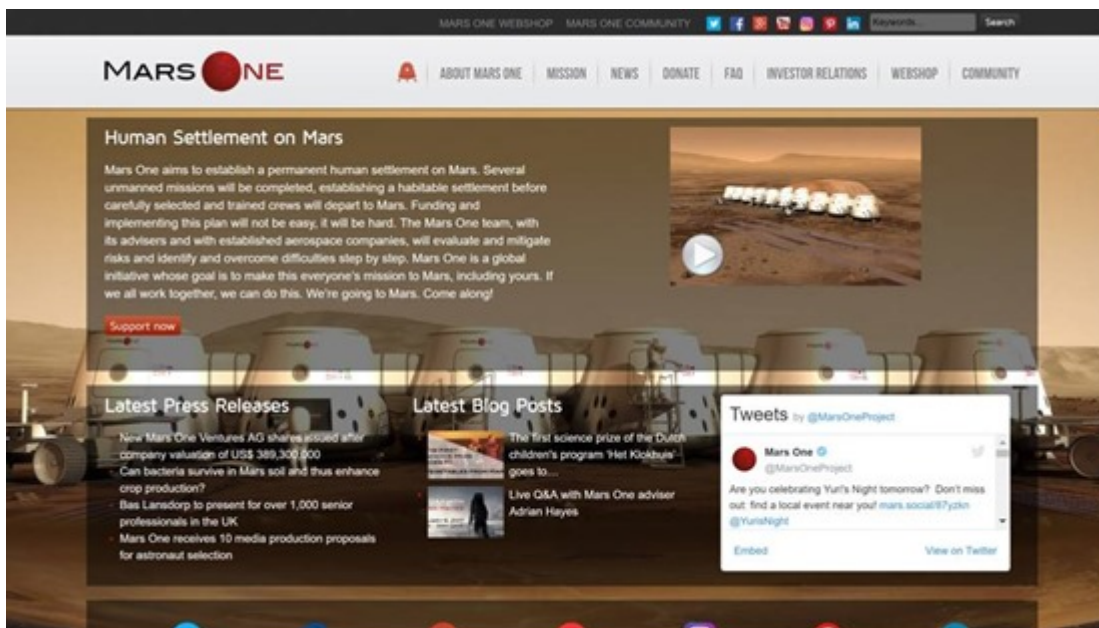 MARS ONE WEBSHOP MARS ONE COMMUNITY Keywords... Search
MARS ONE
ABOUT MARS ONE MISSION NEWS DONATE FAQ INVESTOR RELATIONS WEBSHOP COMMUNITY
Human Settlement on Mars
Mars One aims to establish a permanent human settlement on Mars. Several
unmanned missions will be completed, establishing a habitable settlement before
carefully selected and trained crews will depart to Mars. Funding and
implementing this plan will not be easy, it will be hard. The Mars One team, with
its advisers and with established aerospace companies, will evaluate and mitigate
risks and identify and overcome difficulties step by step. Mars One is a global
initiative whose goal is to make this everyone's mission to Mars, including yours. If
we all work together, we can do this. We're going to Mars. Come along!
Support now
Latest Press Releases
New Mars One Ventures AG shares issued after
company valuation of US$ 389,300,000
Can bacteria survive in Mars soil and thus enhance
crop production?
Bas Lansdorp to present for over 1,000 senior
professionals in the UK
Mars One receives 10 media production proposals
for astronaut selection
Latest Blog Posts
The first science prize of the Dutch
children's program 'Het Klokhuis'
goes to...
Live Q&A with Mars One adviser
Adrian Hayes
Tweets by @MarsOneProject
Mars One
@MarsOneProject
Are you celebrating Yuri's Night tomorrow? Don't miss
out: find a local event near you! mars.social/87yzkn
@YurisNight
Embed View on Twitter